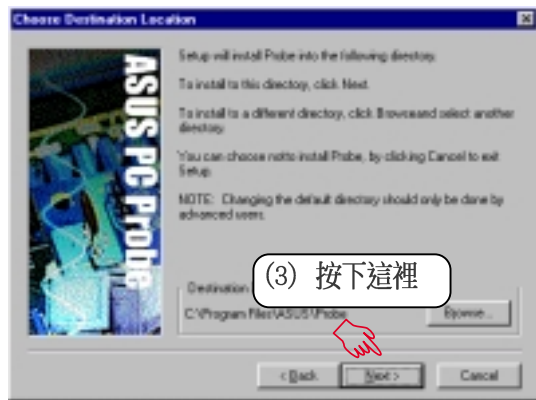 Choose Destination Location
ASUS PC Probe
Setup will install Probe into the following directory.
To install to this directory, click Next.
To install to a different directory, click Browse and select another
directory.
You can choose not to install Probe, by clicking Cancel to exit
Setup.
NOTE: Changing the default directory should only be done by
advanced users.
(3) 按下這裡
Destination
C:\Program Files\ASUS\Probe
Browse...
< Back
Next >
Cancel